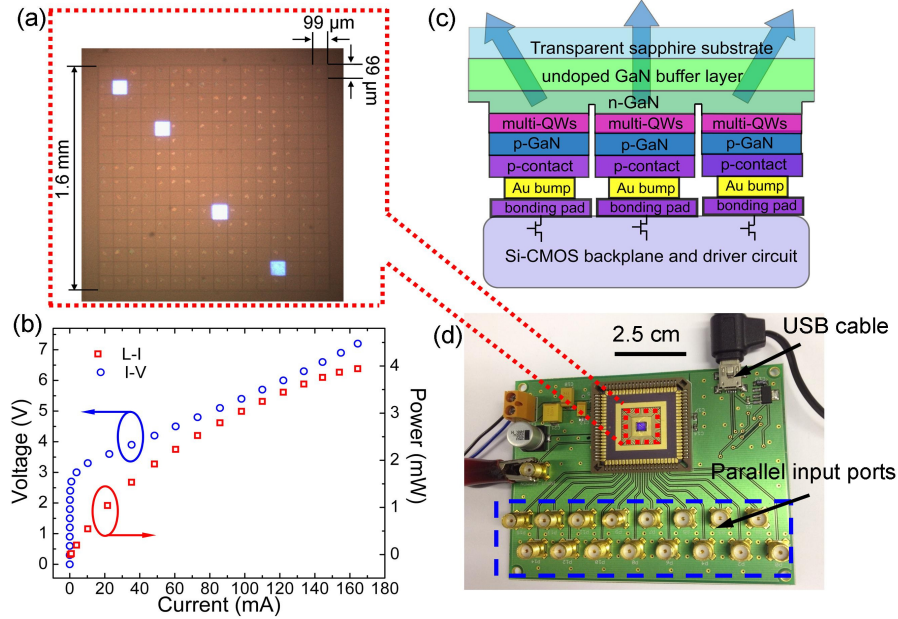 (a)
99 µm
99 µm
1.6 mm
(c)
Transparent sapphire substrate
undoped GaN buffer layer
n-GaN
multi-QWs
multi-QWs
multi-QWs
p-GaN
p-GaN
p-GaN
p-contact
p-contact
p-contact
Au bump
Au bump
Au bump
bonding pad
bonding pad
bonding pad
Si-CMOS backplane and driver circuit
(b)
L-I
I-V
Voltage (V)
7
6
5
4
3
2
1
0
Power (mW)
4
3
2
1
0
0 20 40 60 80 100 120 140 160 180
Current (mA)
(d)
2.5 cm
USB cable
Parallel input ports